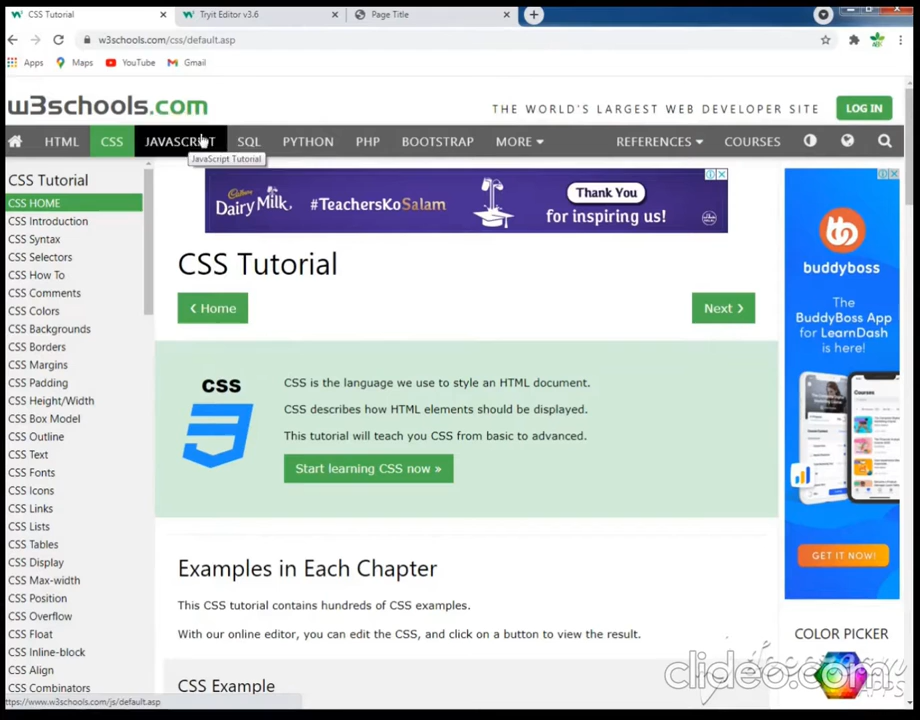 CSS Tutorial
Tryit Editor v3.6
Page Title
w3schools.com/css/default.asp
Apps
Maps
YouTube
Gmail
w3schools.com
THE WORLD'S LARGEST WEB DEVELOPER SITE
LOG IN
HTML
CSS
JAVASCRIPT
SQL
PYTHON
PHP
BOOTSTRAP
MORE
REFERENCES
COURSES
JavaScript Tutorial
CSS Tutorial
CSS HOME
CSS Introduction
CSS Syntax
CSS Selectors
CSS How To
CSS Comments
CSS Colors
CSS Backgrounds
CSS Borders
CSS Margins
CSS Padding
CSS Height/Width
CSS Box Model
CSS Outline
CSS Text
CSS Fonts
CSS Icons
CSS Links
CSS Lists
CSS Tables
CSS Display
CSS Max-width
CSS Position
CSS Overflow
CSS Float
CSS Inline-block
CSS Align
CSS Combinators
ttps://www.w3schools.com/js/default.asp
Cadbury
Dairy Milk
#TeachersKoSalam
Thank You
for inspiring us!
CSS Tutorial
❮ Home
Next ❯
CSS
CSS is the language we use to style an HTML document.
CSS describes how HTML elements should be displayed.
This tutorial will teach you CSS from basic to advanced.
Start learning CSS now »
Examples in Each Chapter
This CSS tutorial contains hundreds of CSS examples.
With our online editor, you can edit the CSS, and click on a button to view the result.
CSS Example
buddyboss
The
BuddyBoss App
for LearnDash
is here!
Courses
GET IT NOW!
COLOR PICKER
clideo.com